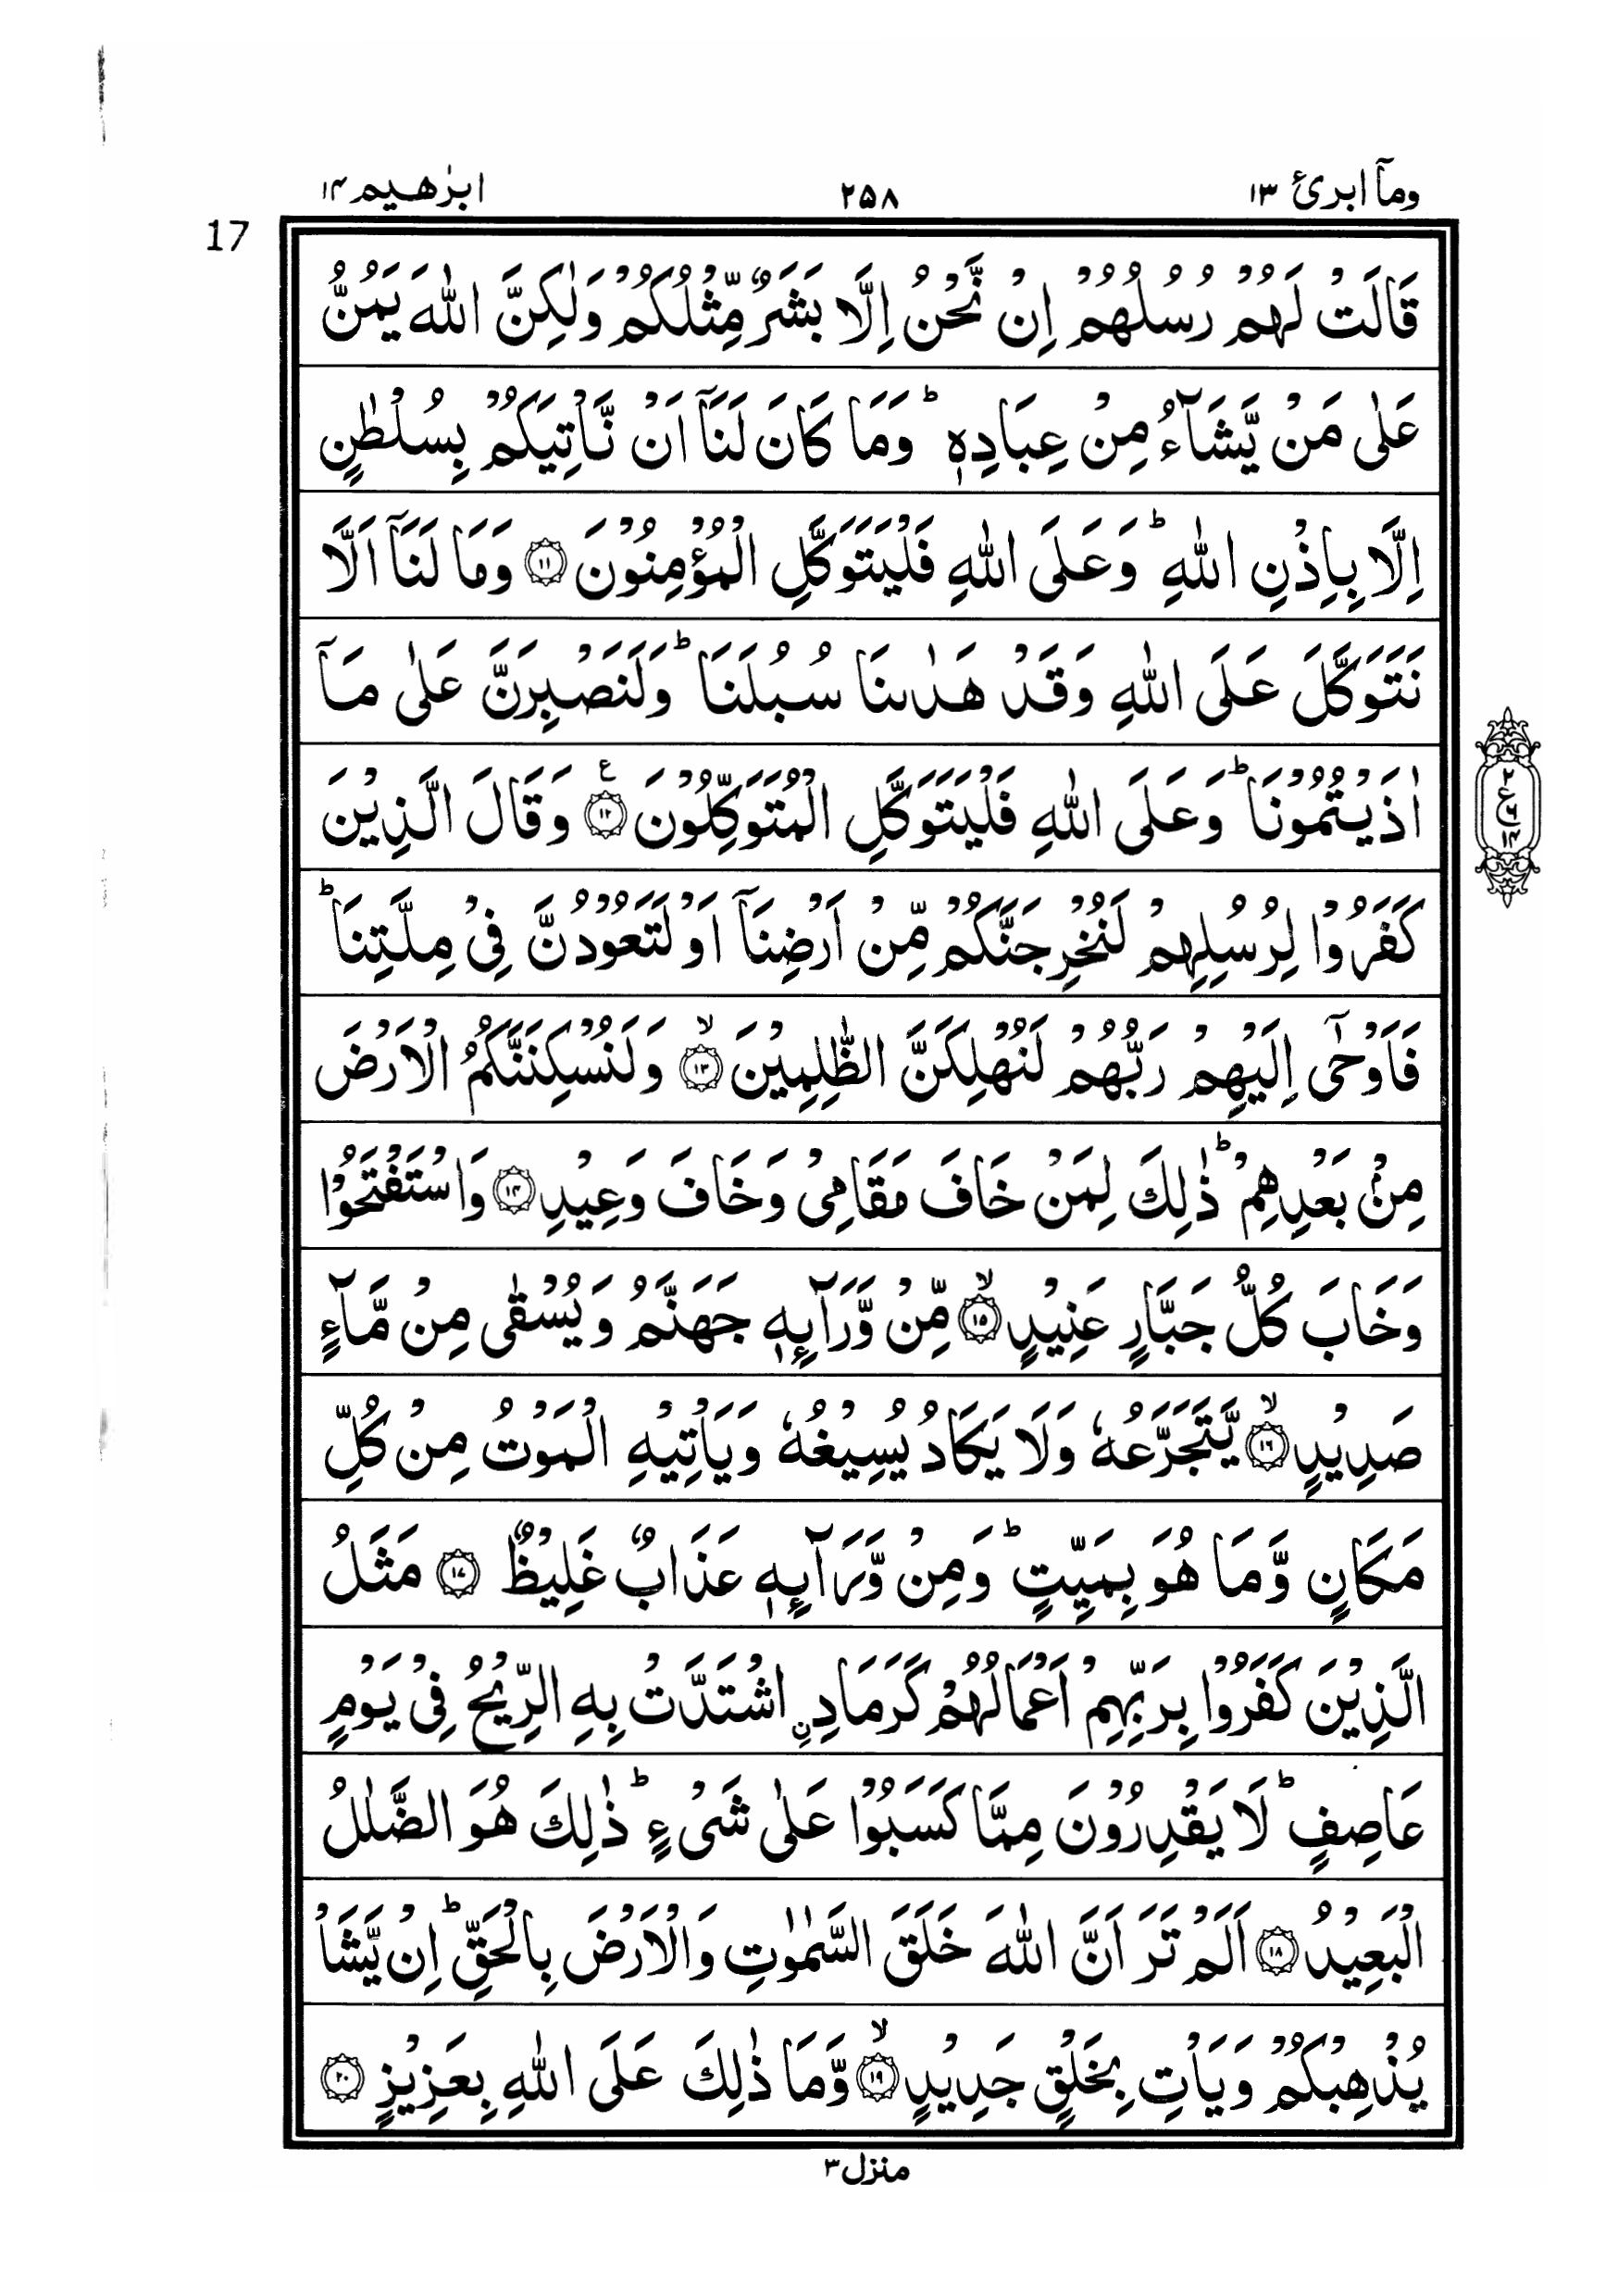 وماۤ ابرئ ١٣
٢٥٨
ابرٰهيم ١٤
17
قَالَتْ لَهُمْ رُسُلُهُمْ اِنْ نَّحْنُ اِلَّا بَشَرٌ مِّثْلُكُمْ وَلٰكِنَّ اللّٰهَ يَمُنُّ
عَلٰى مَنْ يَّشَآءُ مِنْ عِبَادِهٖ ؕ وَمَا كَانَ لَنَاۤ اَنْ نَّاْتِيَكُمْ بِسُلْطٰنٍ
اِلَّا بِاِذْنِ اللّٰهِ ؕ وَعَلَى اللّٰهِ فَلْيَتَوَكَّلِ الْمُؤْمِنُوْنَ ۝١١ وَمَا لَنَاۤ اَلَّا
نَتَوَكَّلَ عَلَى اللّٰهِ وَقَدْ هَدٰىنَا سُبُلَنَا ؕ وَلَنَصْبِرَنَّ عَلٰى مَاۤ
اٰذَيْتُمُوْنَا ؕ وَعَلَى اللّٰهِ فَلْيَتَوَكَّلِ الْمُتَوَكِّلُوْنَ ۝١٢ ع وَقَالَ الَّذِيْنَ
كَفَرُوْا لِرُسُلِهِمْ لَنُخْرِجَنَّكُمْ مِّنْ اَرْضِنَاۤ اَوْ لَتَعُوْدُنَّ فِيْ مِلَّتِنَا ؕ
فَاَوْحٰۤى اِلَيْهِمْ رَبُّهُمْ لَنُهْلِكَنَّ الظّٰلِمِيْنَ ۝١٣ ۙ وَلَنُسْكِنَنَّكُمُ الْاَرْضَ
مِنْۢ بَعْدِهِمْ ؕ ذٰلِكَ لِمَنْ خَافَ مَقَامِيْ وَخَافَ وَعِيْدِ ۝١٤ وَاسْتَفْتَحُوْا
وَخَابَ كُلُّ جَبَّارٍ عَنِيْدٍ ۝١٥ ۙ مِّنْ وَّرَآئِهٖ جَهَنَّمُ وَيُسْقٰى مِنْ مَّآءٍ
صَدِيْدٍ ۝١٦ ۙ يَّتَجَرَّعُهٗ وَلَا يَكَادُ يُسِيْغُهٗ وَيَاْتِيْهِ الْمَوْتُ مِنْ كُلِّ
مَكَانٍ وَّمَا هُوَ بِمَيِّتٍ ؕ وَمِنْ وَّرَآئِهٖ عَذَابٌ غَلِيْظٌ ۝١٧ مَثَلُ
الَّذِيْنَ كَفَرُوْا بِرَبِّهِمْ اَعْمَالُهُمْ كَرَمَادِ ۨاشْتَدَّتْ بِهِ الرِّيْحُ فِيْ يَوْمٍ
عَاصِفٍ ؕ لَا يَقْدِرُوْنَ مِمَّا كَسَبُوْا عَلٰى شَيْءٍ ؕ ذٰلِكَ هُوَ الضَّلٰلُ
الْبَعِيْدُ ۝١٨ اَلَمْ تَرَ اَنَّ اللّٰهَ خَلَقَ السَّمٰوٰتِ وَالْاَرْضَ بِالْحَقِّ ؕ اِنْ يَّشَاْ
يُذْهِبْكُمْ وَيَاْتِ بِخَلْقٍ جَدِيْدٍ ۝١٩ ۙ وَّمَا ذٰلِكَ عَلَى اللّٰهِ بِعَزِيْزٍ ۝٢٠
منزل ٣